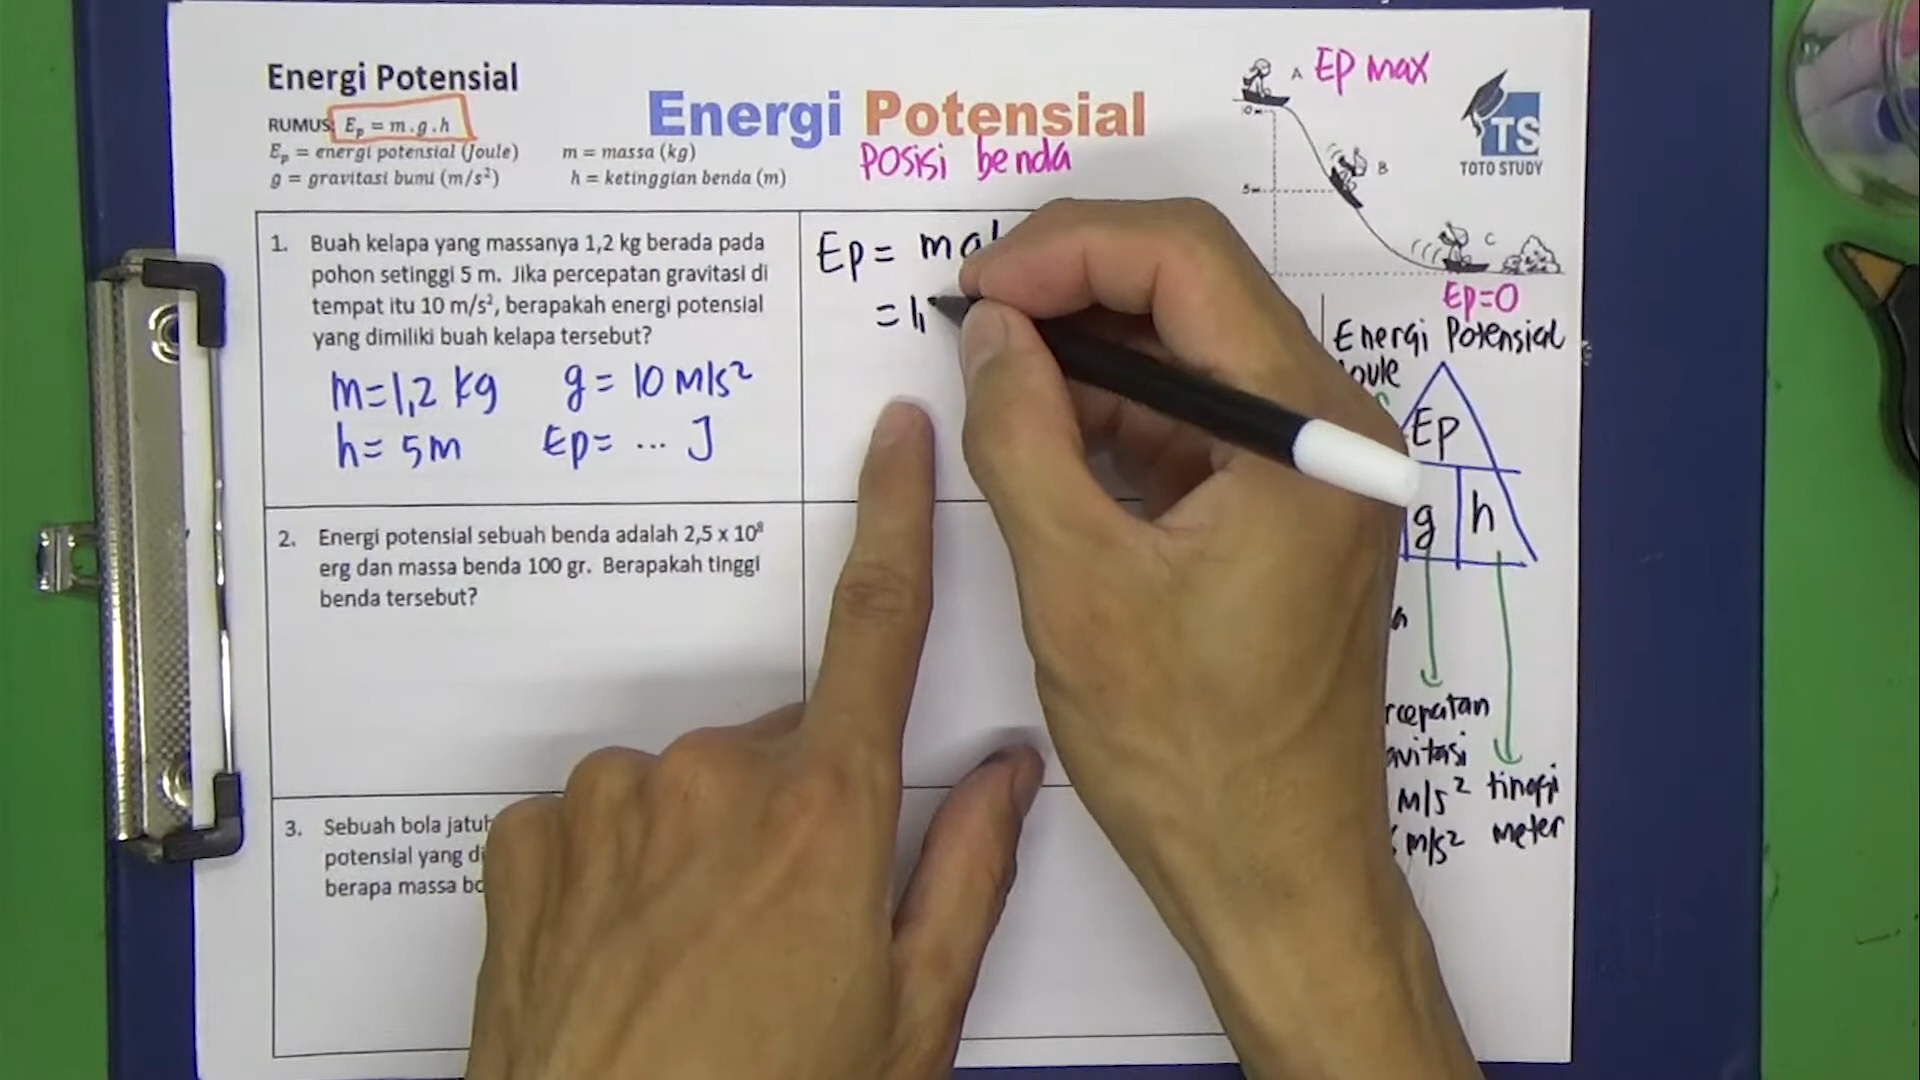 Energi Potensial
RUMUS: Eₚ = m.g.h
Eₚ = energi potensial (Joule) m = massa (kg)
g = gravitasi bumi (m/s²) h = ketinggian benda (m)
Energi Potensial
Posisi benda
A Ep max
10 m
B
5 m
C
Ep=0
TS
TOTO STUDY
1. Buah kelapa yang massanya 1,2 kg berada pada
pohon setinggi 5 m. Jika percepatan gravitasi di
tempat itu 10 m/s², berapakah energi potensial
yang dimiliki buah kelapa tersebut?
m=1,2 kg g= 10 m/s²
h= 5m Ep= ... J
Ep =
= 1,
2. Energi potensial sebuah benda adalah 2,5 x 10⁸
erg dan massa benda 100 gr. Berapakah tinggi
benda tersebut?
3. Sebuah bola jatuh
potensial yang
berapa massa
Energi Potensial
Ep
g h
m/s² tinggi
m/s² meter